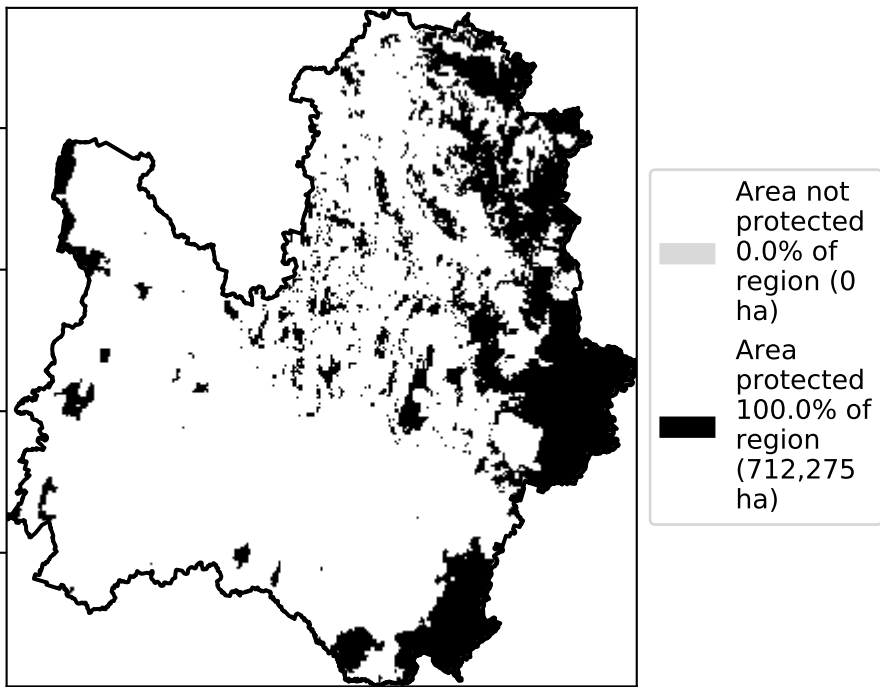 Area not
protected
0.0% of
region (0
ha)
Area
protected
100.0% of
region
(712,275
ha)